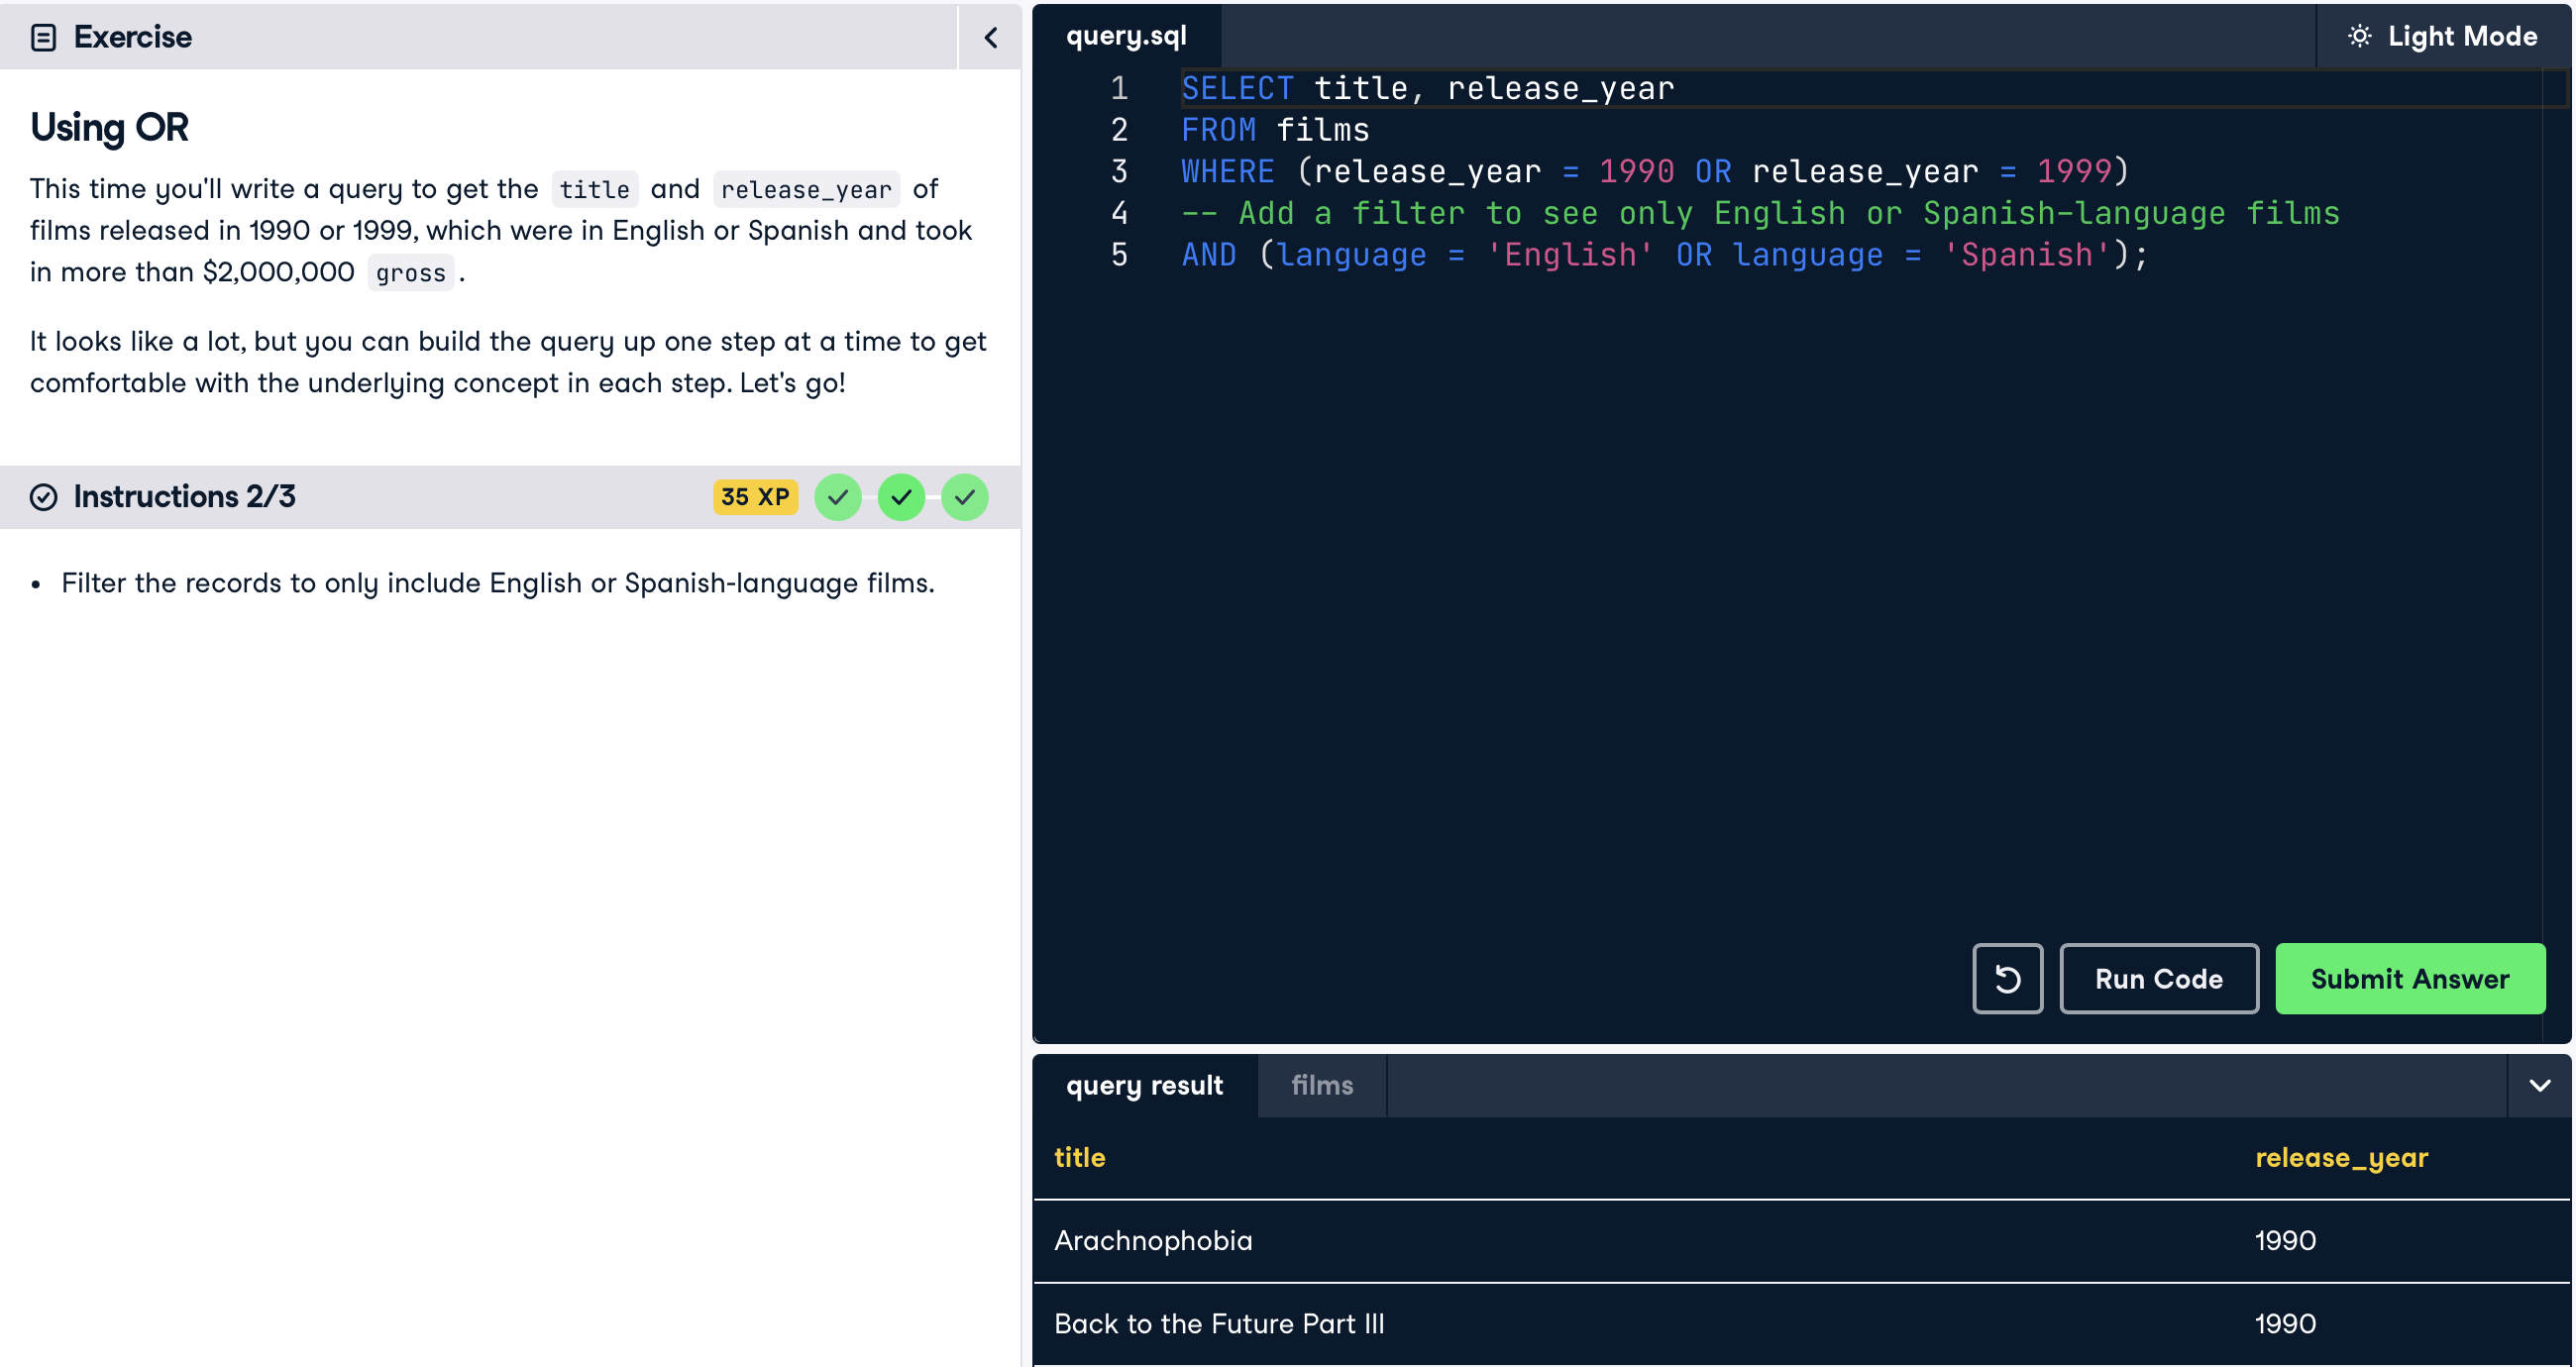 Exercise
Using OR
This time you'll write a query to get the title and release_year of
films released in 1990 or 1999, which were in English or Spanish and took
in more than $2,000,000 gross.
It looks like a lot, but you can build the query up one step at a time to get
comfortable with the underlying concept in each step. Let's go!
Instructions 2/3
35 XP
• Filter the records to only include English or Spanish-language films.
query.sql
Light Mode
1 SELECT title, release_year
2 FROM films
3 WHERE (release_year = 1990 OR release_year = 1999)
4 -- Add a filter to see only English or Spanish-language films
5 AND (language = 'English' OR language = 'Spanish');
Run Code
Submit Answer
query result
films
title release_year
Arachnophobia 1990
Back to the Future Part III 1990